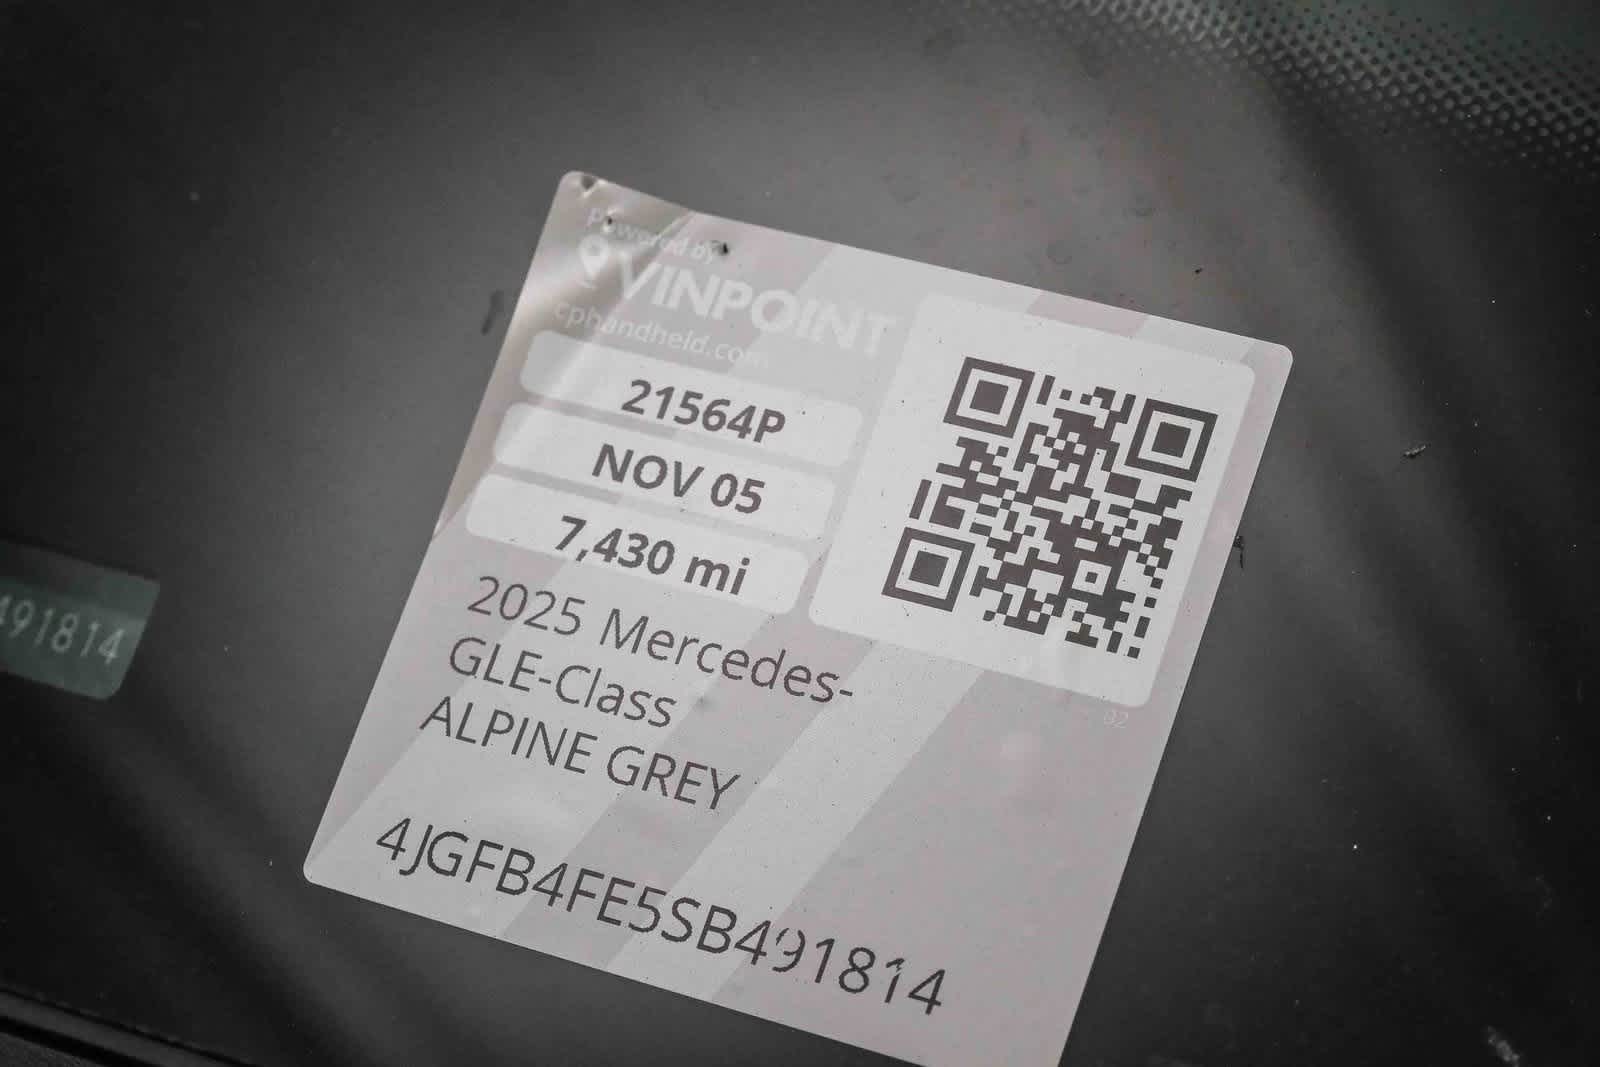 Powered by
VINPOINT
cphandheld.com
21564P
NOV 05
7,430 mi
2025 Mercedes-
GLE-Class
ALPINE GREY
4JGFB4FE5SB491814
02
491814